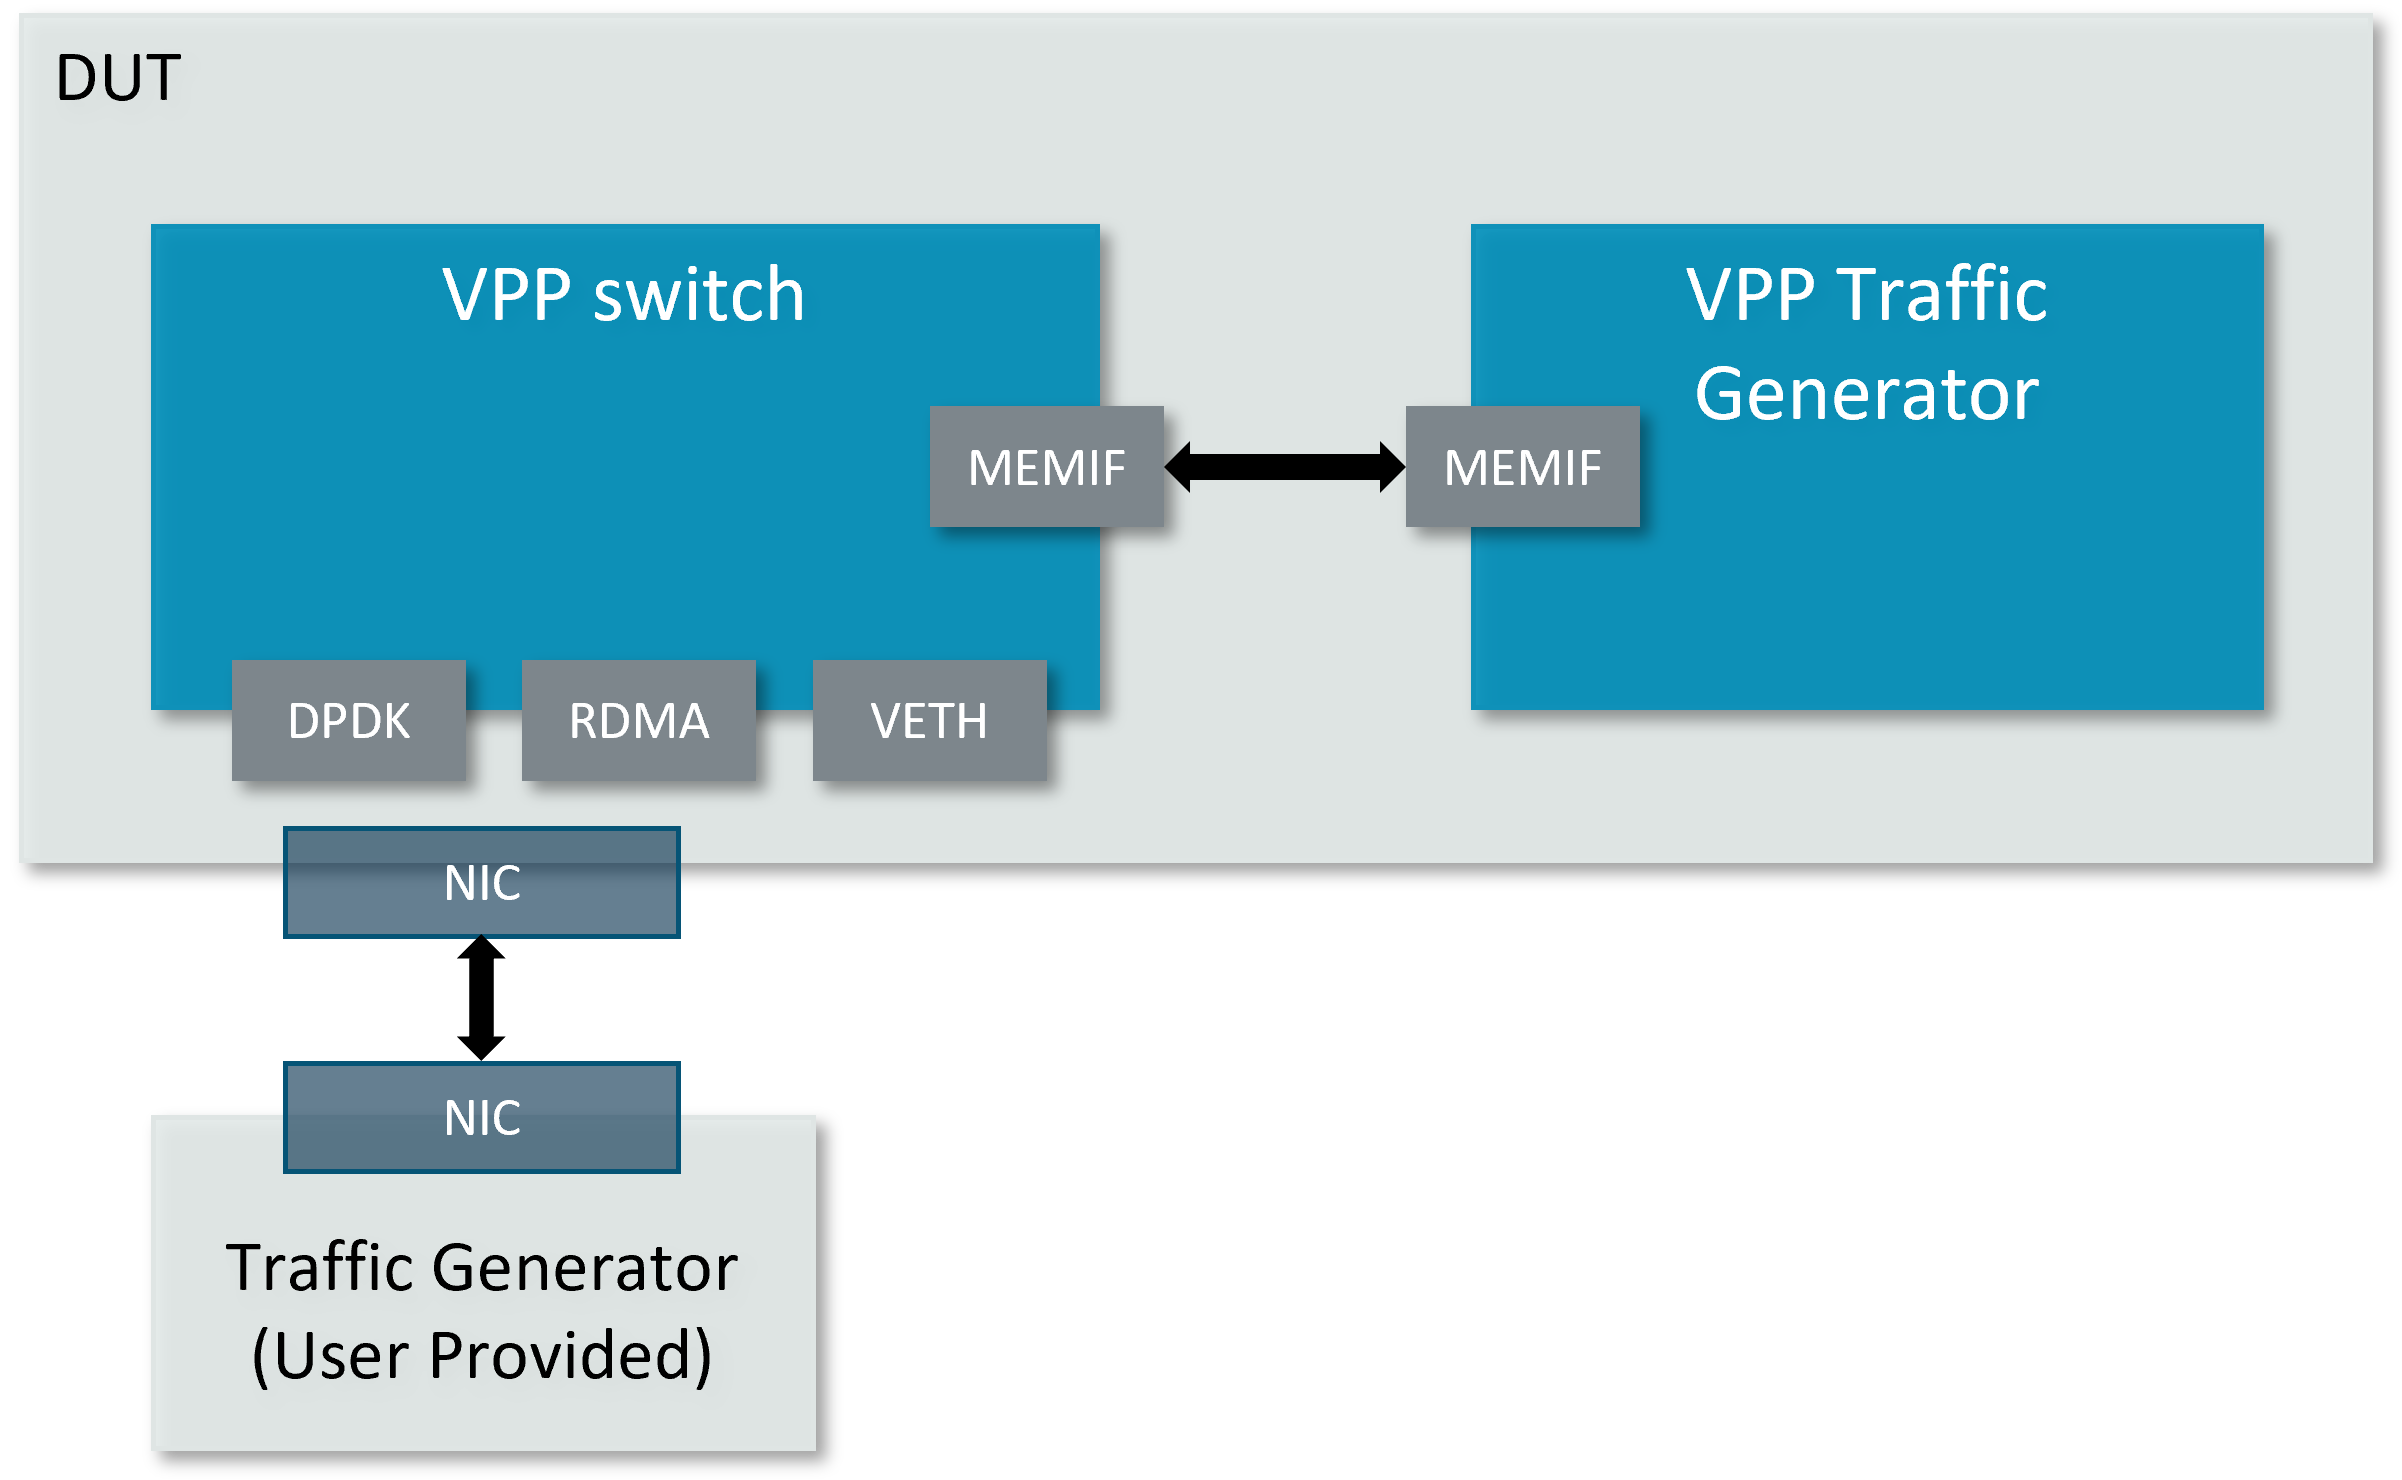 DUT
VPP switch
VPP Traffic
Generator
MEMIF
MEMIF
DPDK
RDMA
VETH
NIC
NIC
Traffic Generator
(User Provided)